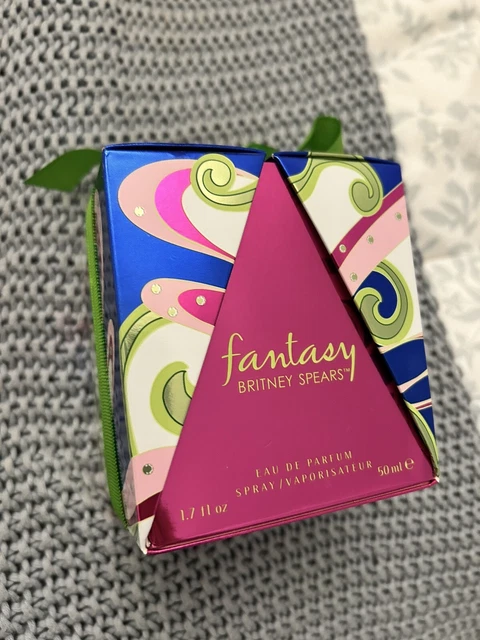 fantasy
BRITNEY SPEARS™
EAU DE PARFUM
SPRAY/VAPORISATEUR
1.7 fl oz
50 ml ℮